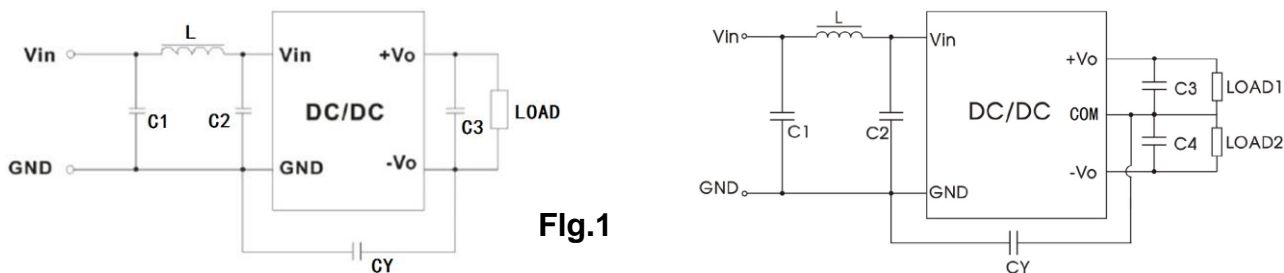 L
Vin
Vin
+Vo
C1
C2
DC/DC
C3
LOAD
GND
GND
-Vo
CY
FIg.1
L
Vin
Vin
+Vo
C3
LOAD1
C1
C2
DC/DC
COM
C4
LOAD2
-Vo
GND
GND
CY